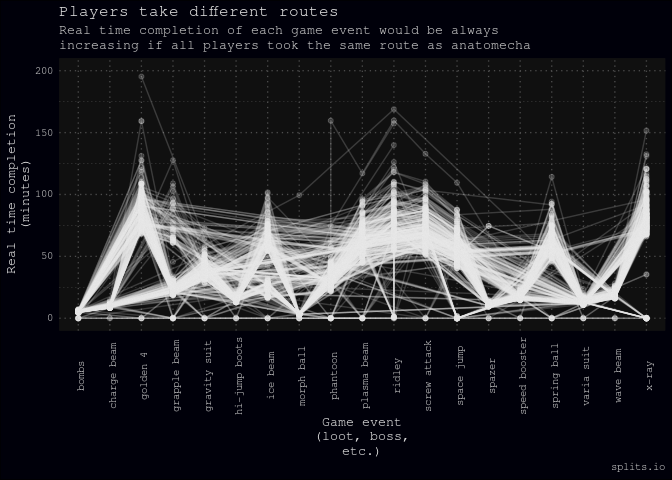 Players take different routes
Real time completion of each game event would be always
increasing if all players took the same route as anatomecha
Real time completion
(minutes)
200
150
100
50
0
bombs
charge beam
golden 4
grapple beam
gravity suit
hi-jump boots
ice beam
morph ball
phantoon
plasma beam
ridley
screw attack
space jump
spazer
speed booster
spring ball
varia suit
wave beam
x-ray
Game event
(loot, boss,
etc.)
splits.io